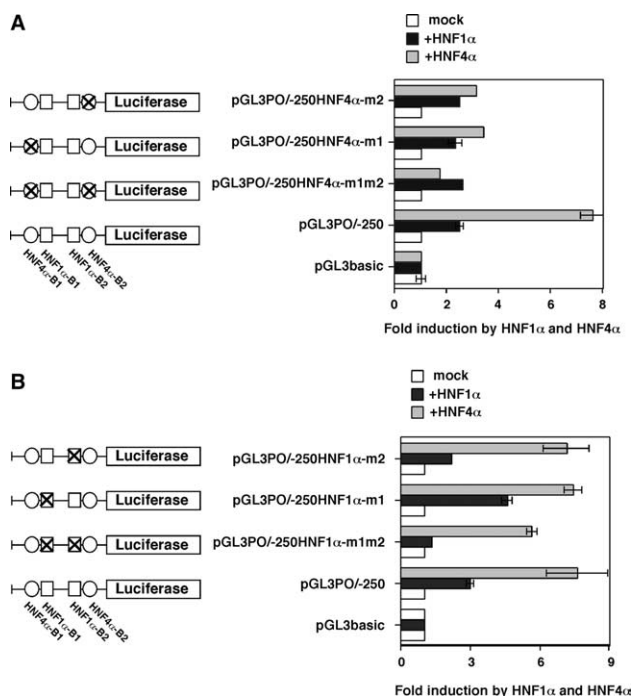 A
mock
+HNF1α
+HNF4α
Luciferase
pGL3PO/-250HNF4α-m2
Luciferase
pGL3PO/-250HNF4α-m1
Luciferase
pGL3PO/-250HNF4α-m1m2
Luciferase
pGL3PO/-250
HNF4α-B1
HNF1α-B1
HNF1α-B2
HNF4α-B2
pGL3basic
0 2 4 6 8
Fold induction by HNF1α and HNF4α
B
mock
+HNF1α
+HNF4α
Luciferase
pGL3PO/-250HNF1α-m2
Luciferase
pGL3PO/-250HNF1α-m1
Luciferase
pGL3PO/-250HNF1α-m1m2
Luciferase
pGL3PO/-250
HNF4α-B1
HNF1α-B1
HNF1α-B2
HNF4α-B2
pGL3basic
0 3 6 9
Fold induction by HNF1α and HNF4α